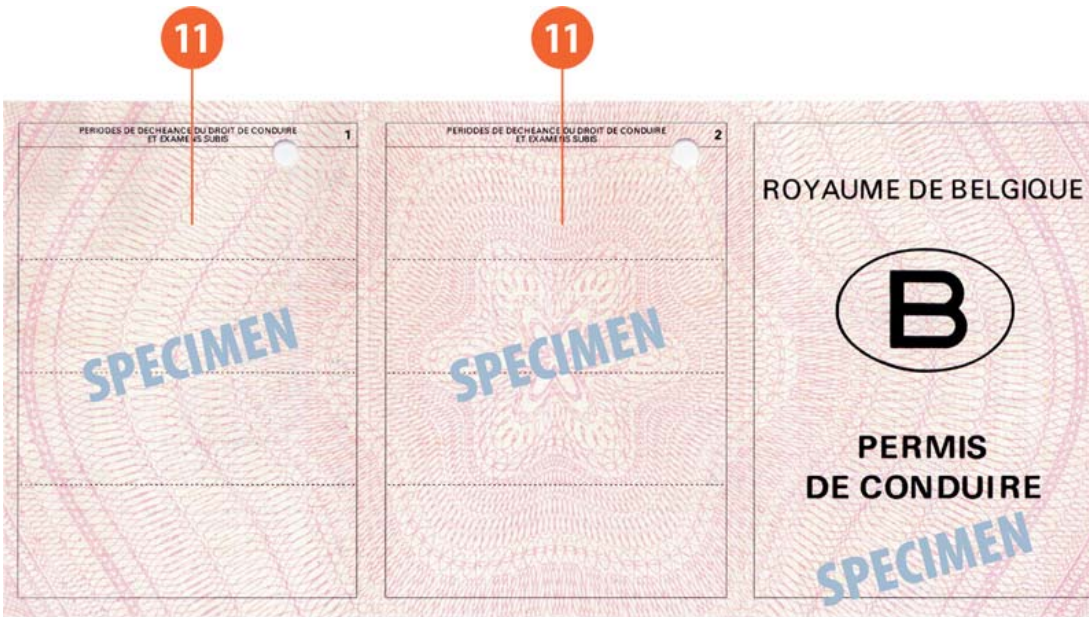 11
11
PERIODES DE DECHEANCE DU DROIT DE CONDUIRE
ET EXAMENS SUBIS
1
SPECIMEN
PERIODES DE DECHEANCE DU DROIT DE CONDUIRE
ET EXAMENS SUBIS
2
SPECIMEN
ROYAUME DE BELGIQUE
B
PERMIS
DE CONDUIRE
SPECIMEN